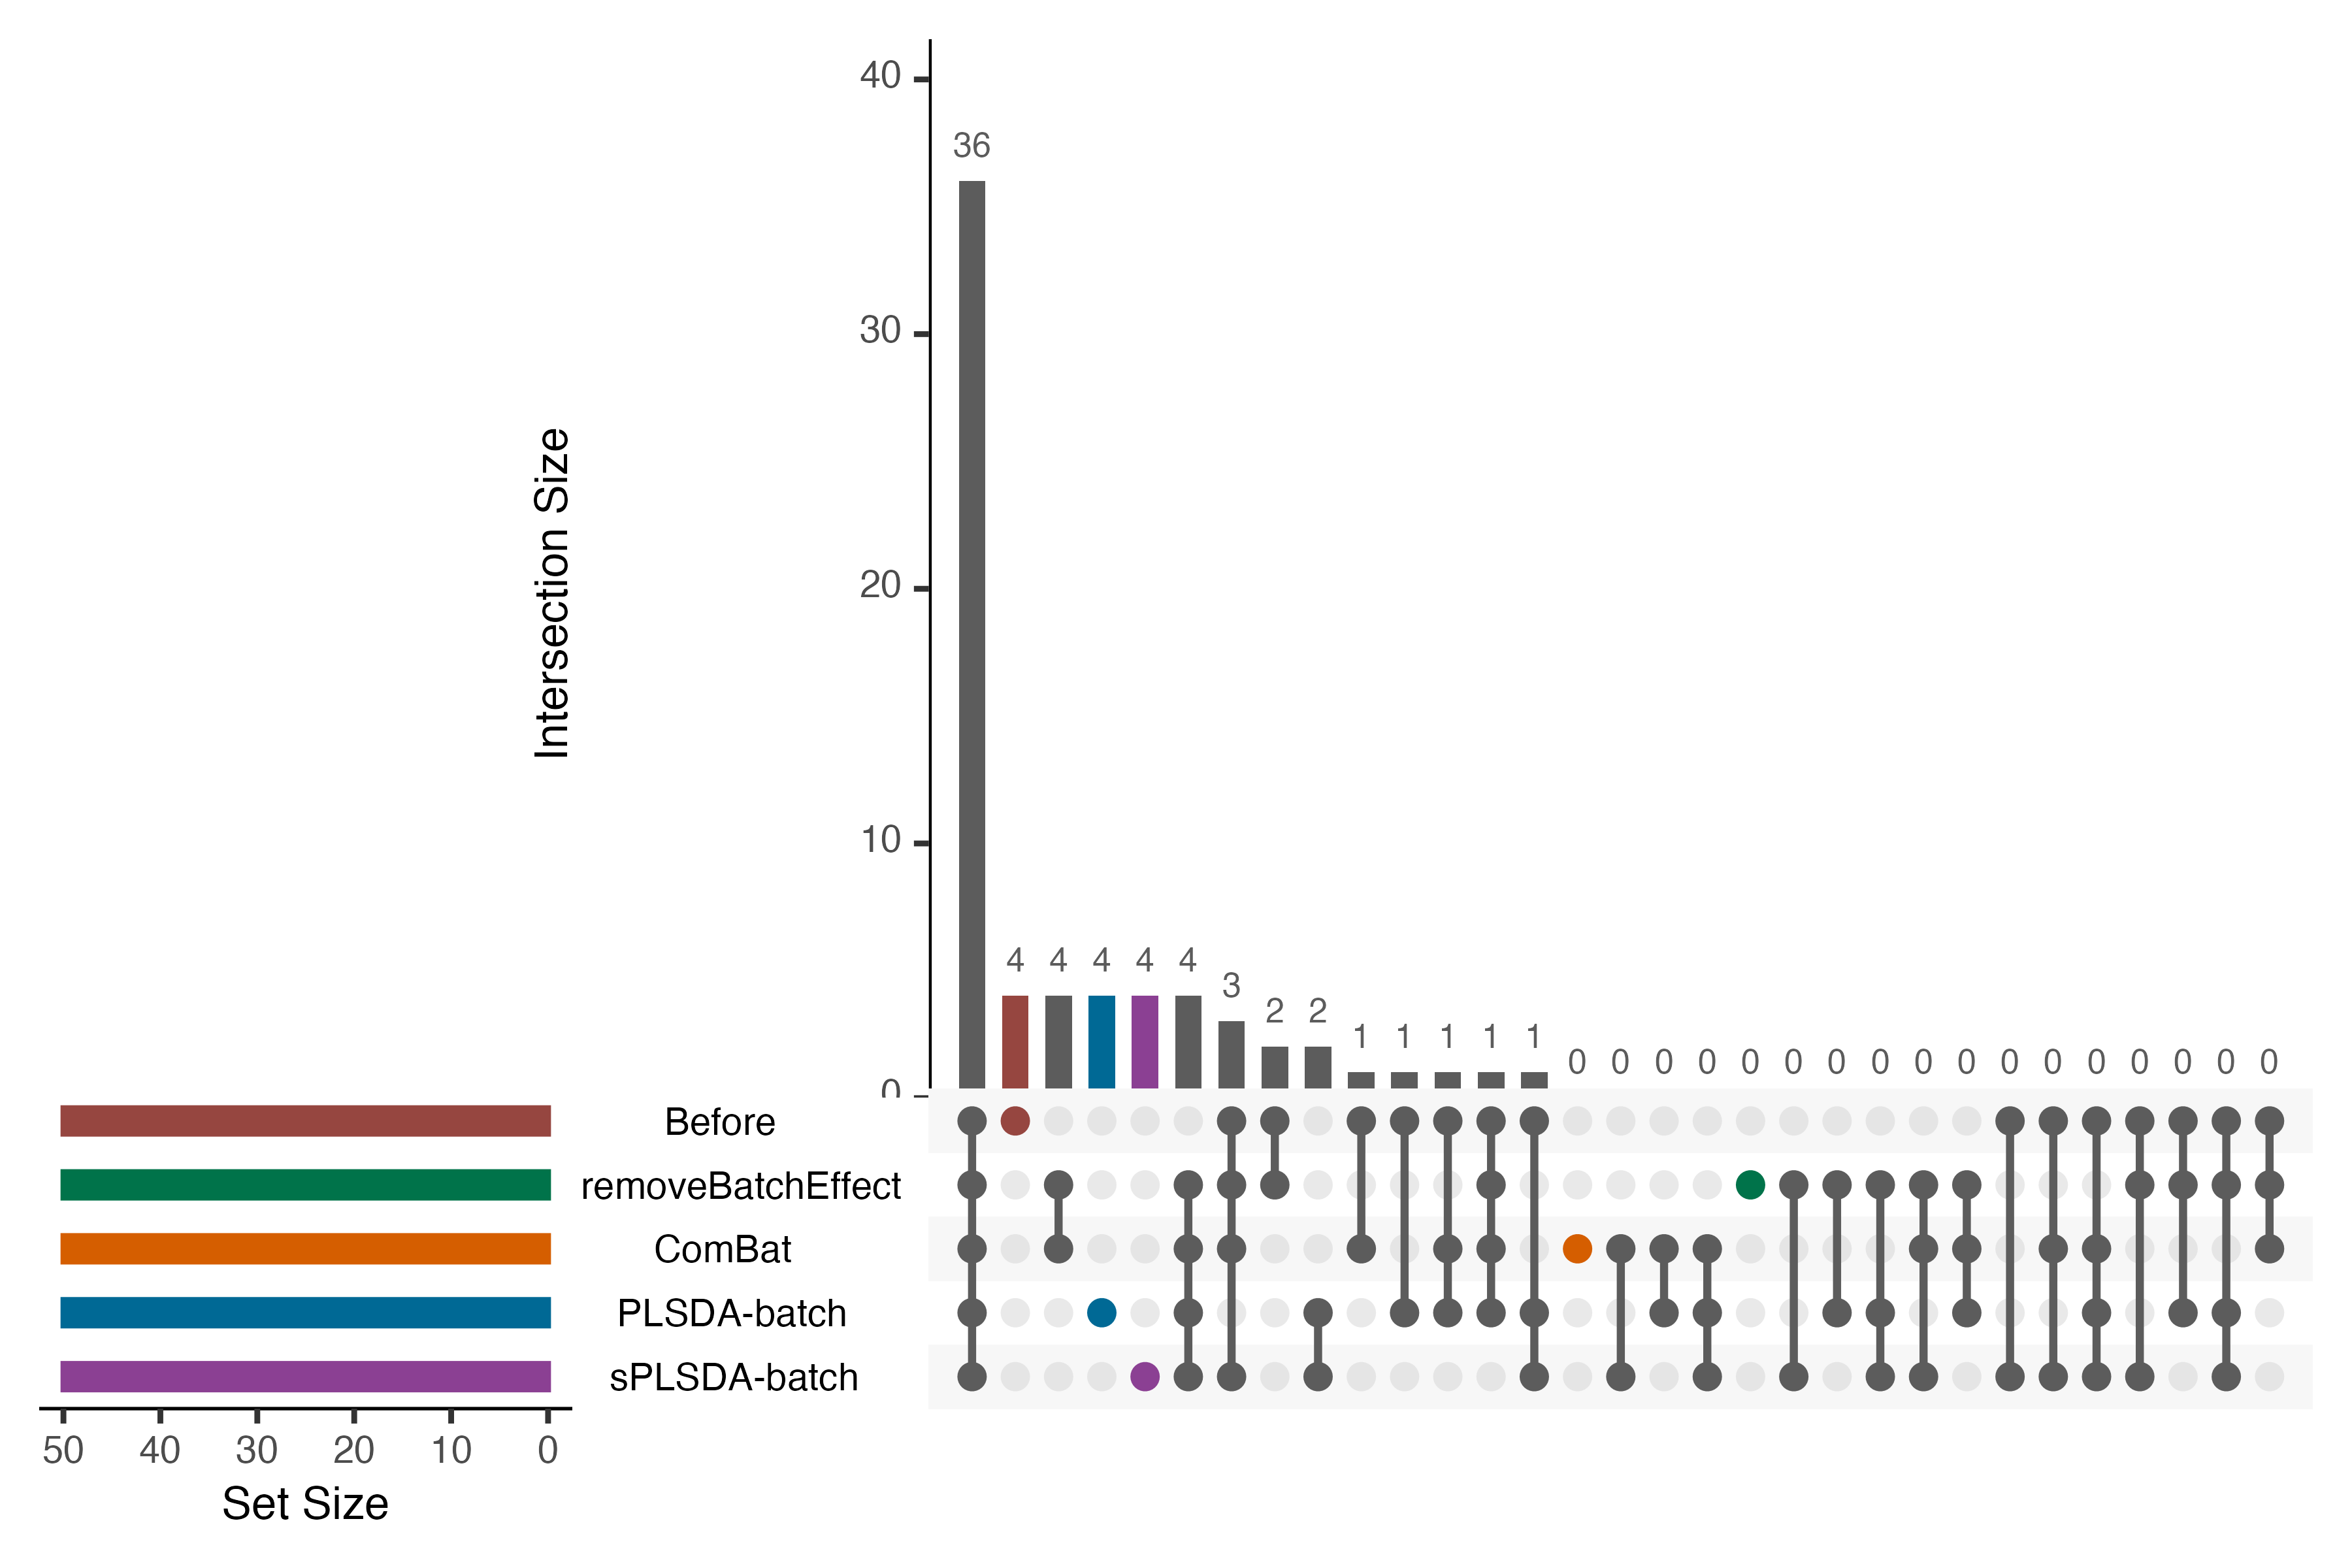 40
36
30
20
10
0
Intersection Size
4 4 4 4 4 3 2 2 1 1 1 1 1 0 0 0 0 0 0 0 0 0 0 0 0 0 0 0 0 0 0
Before
removeBatchEffect
ComBat
PLSDA-batch
sPLSDA-batch
50 40 30 20 10 0
Set Size